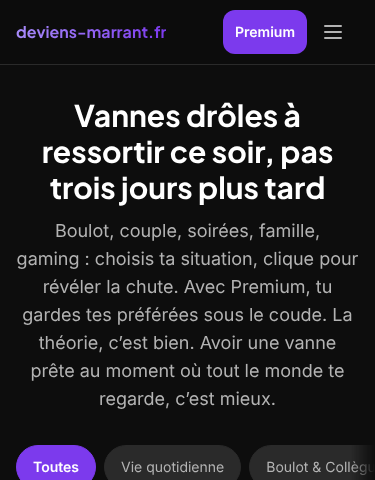 deviens-marrant.fr
Premium
Vannes drôles à
ressortir ce soir, pas
trois jours plus tard
Boulot, couple, soirées, famille,
gaming : choisis ta situation, clique pour
révéler la chute. Avec Premium, tu
gardes tes préférées sous le coude. La
théorie, c’est bien. Avoir une vanne
prête au moment où tout le monde te
regarde, c’est mieux.
Toutes
Vie quotidienne
Boulot & Collègu